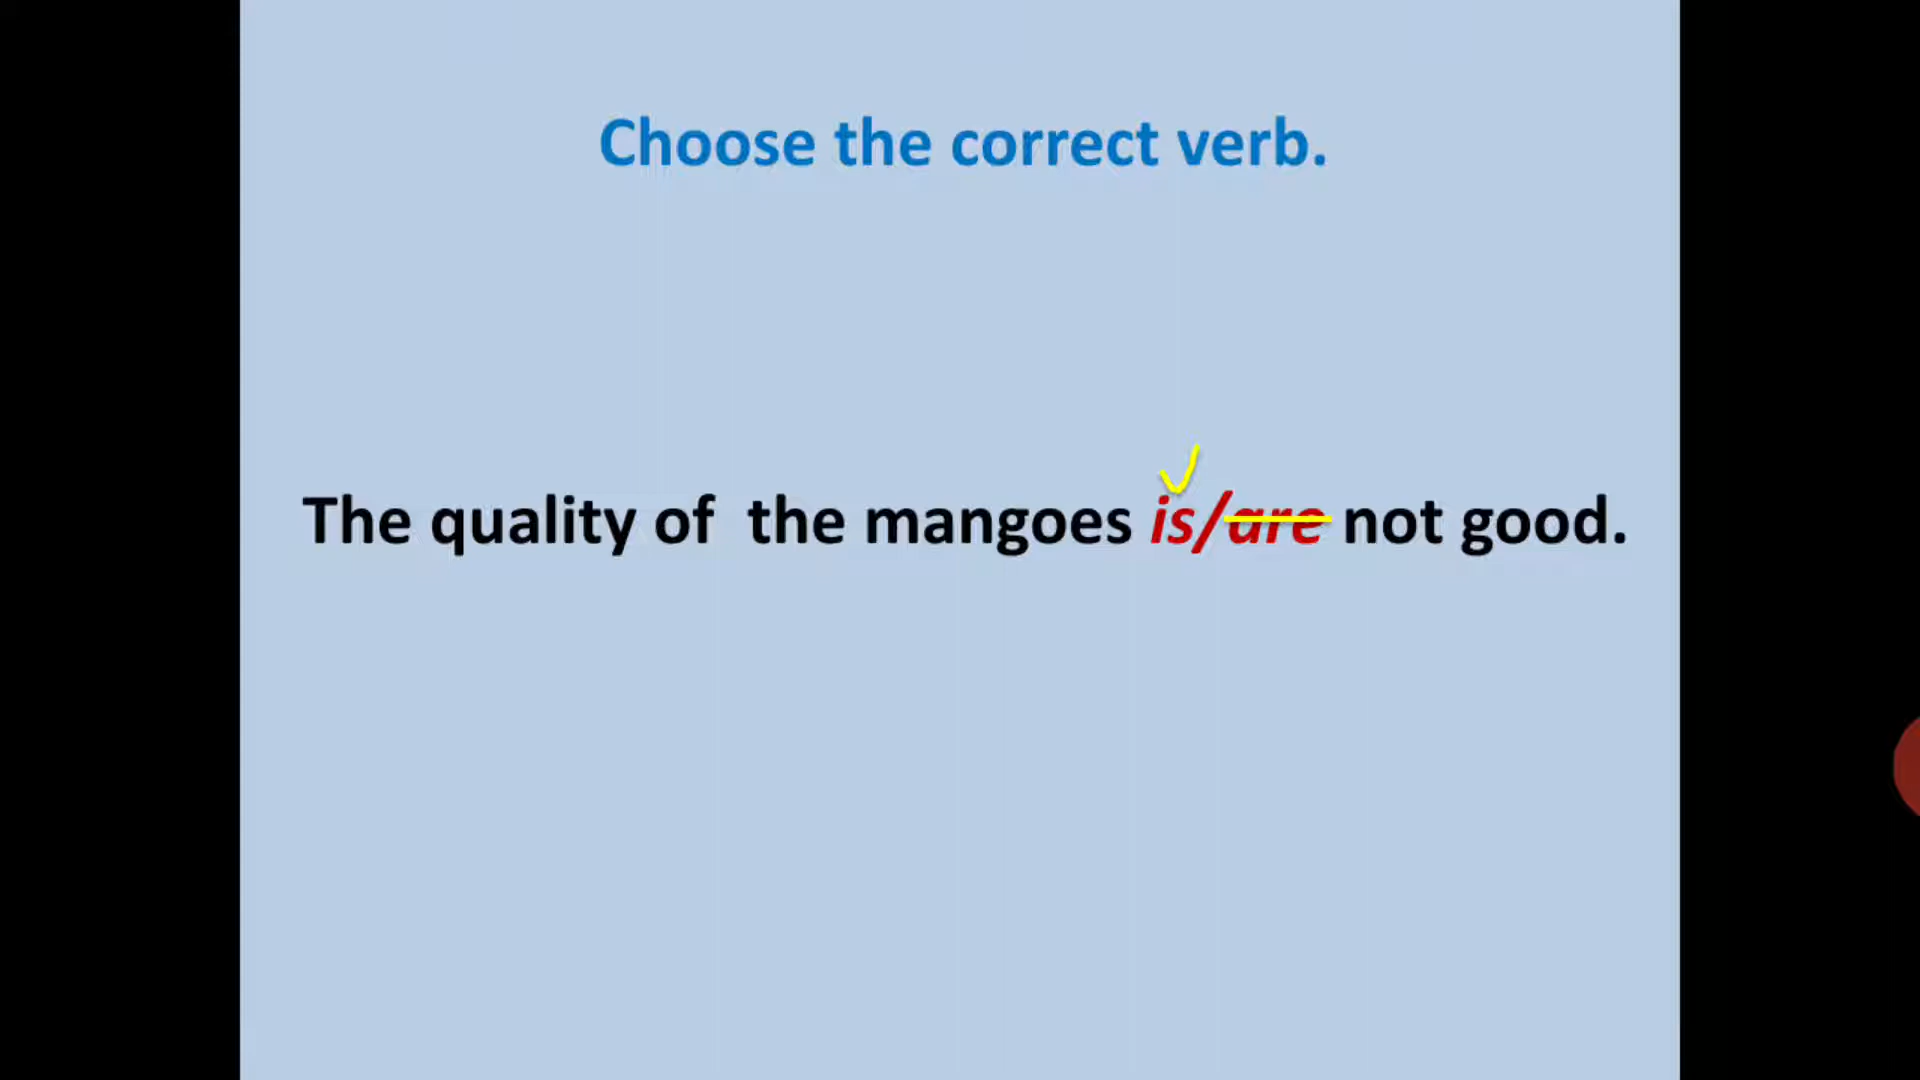 Choose the correct verb.
The quality of the mangoes is/are not good.